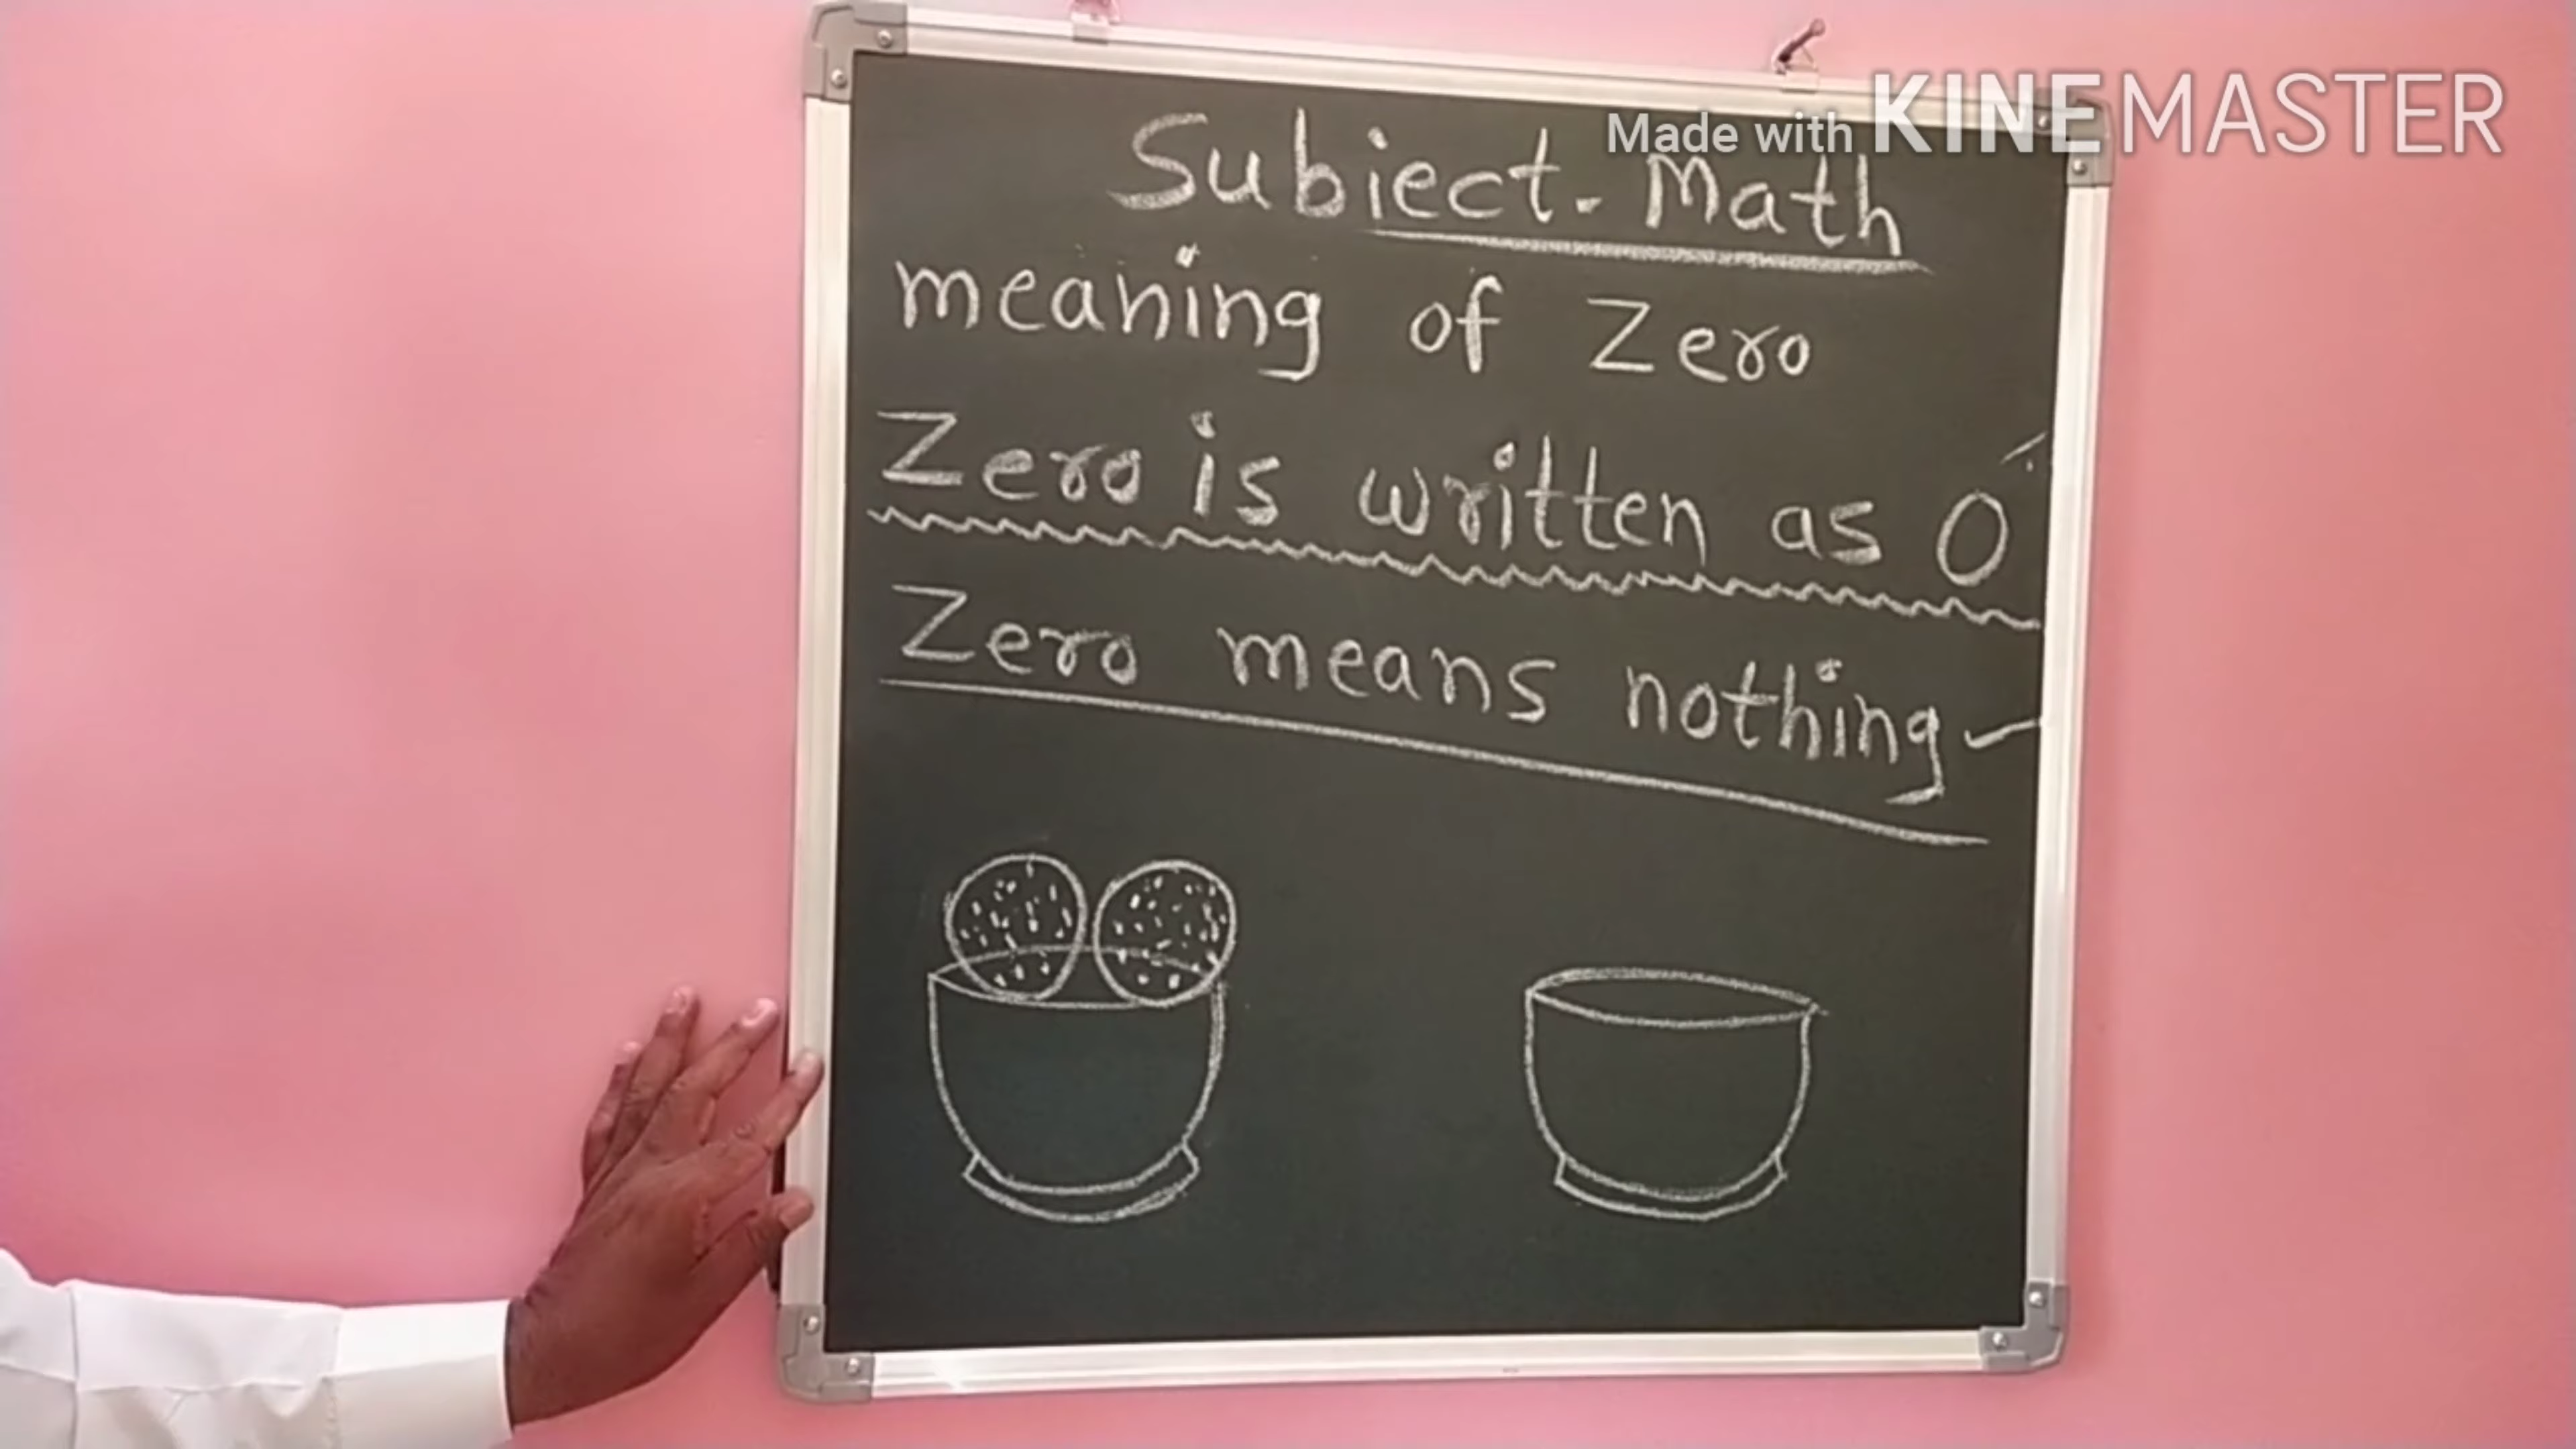 Made with KINEMASTER
Subiect. Math
meaning of Zero
Zero is written as 0
Zero means nothing